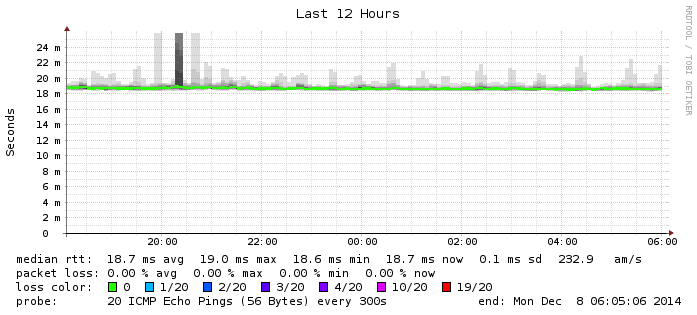 Last 12 Hours
RRDTOOL / TOBI OETIKER
Seconds
24 m
22 m
20 m
18 m
16 m
14 m
12 m
10 m
8 m
6 m
4 m
2 m
0
20:00 22:00 00:00 02:00 04:00 06:00
median rtt: 18.7 ms avg 19.0 ms max 18.6 ms min 18.7 ms now 0.1 ms sd 232.9 am/s
packet loss: 0.00 % avg 0.00 % max 0.00 % min 0.00 % now
loss color: 0 1/20 2/20 3/20 4/20 10/20 19/20
probe: 20 ICMP Echo Pings (56 Bytes) every 300s end: Mon Dec 8 06:05:06 2014